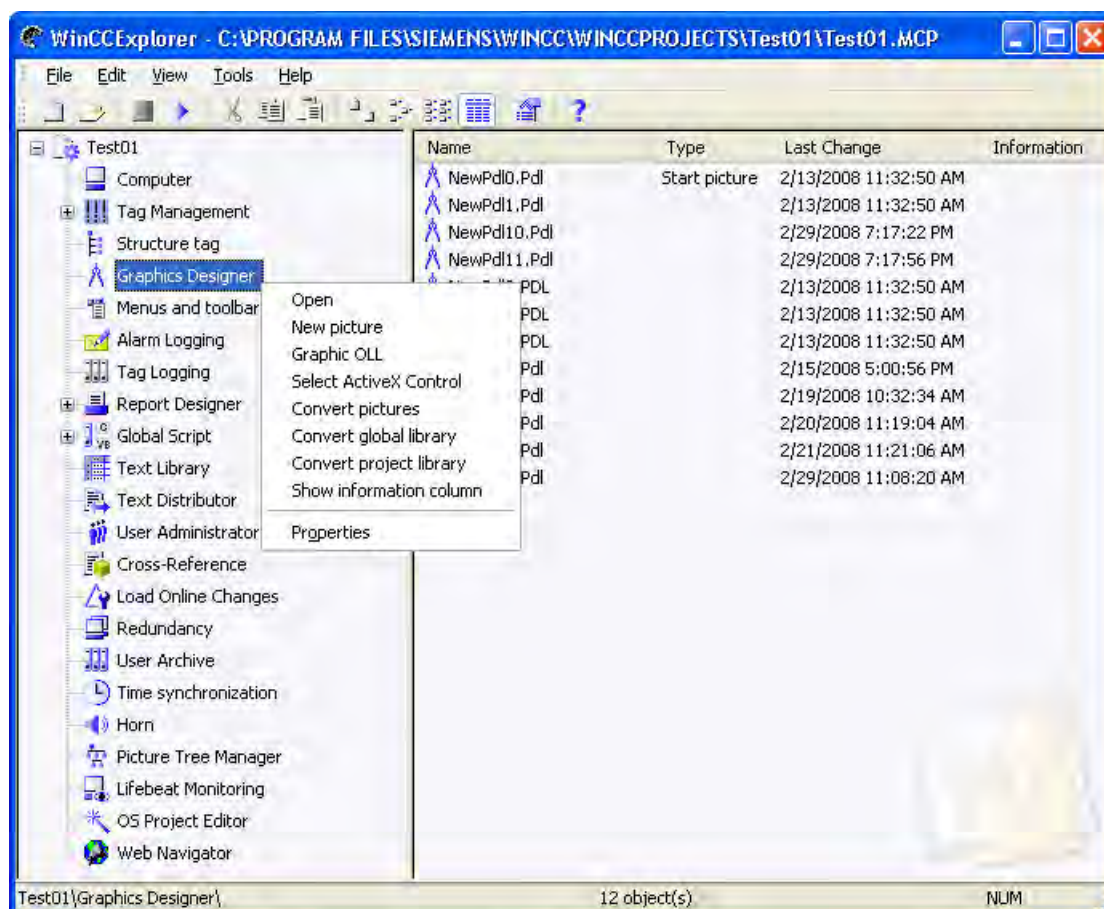 WinCCExplorer - C:\PROGRAM FILES\SIEMENS\WINCC\WINCCPROJECTS\Test01\Test01.MCP
File Edit View Tools Help
Test01
Computer
Tag Management
Structure tag
Graphics Designer
Menus and toolbar
Alarm Logging
Tag Logging
Report Designer
Global Script
Text Library
Text Distributor
User Administrator
Cross-Reference
Load Online Changes
Redundancy
User Archive
Time synchronization
Horn
Picture Tree Manager
Lifebeat Monitoring
OS Project Editor
Web Navigator
Open
New picture
Graphic OLL
Select ActiveX Control
Convert pictures
Convert global library
Convert project library
Show information column
Properties
Name Type Last Change Information
NewPdl0.Pdl Start picture 2/13/2008 11:32:50 AM
NewPdl1.Pdl 2/13/2008 11:32:50 AM
NewPdl10.Pdl 2/29/2008 7:17:22 PM
NewPdl11.Pdl 2/29/2008 7:17:56 PM
.PDL 2/13/2008 11:32:50 AM
PDL 2/13/2008 11:32:50 AM
PDL 2/13/2008 11:32:50 AM
Pdl 2/15/2008 5:00:56 PM
Pdl 2/19/2008 10:32:34 AM
Pdl 2/20/2008 11:19:04 AM
Pdl 2/21/2008 11:21:06 AM
Pdl 2/29/2008 11:08:20 AM
Test01\Graphics Designer\ 12 object(s) NUM